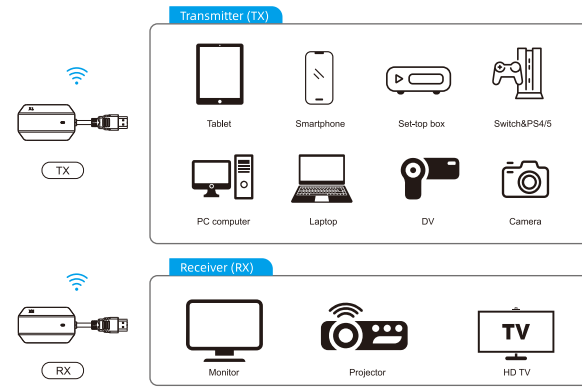 Transmitter (TX)
Tablet
Smartphone
Set-top box
Switch&PS4/5
TX
PC computer
Laptop
DV
Camera
Receiver (RX)
TV
RX
Monitor
Projector
HD TV